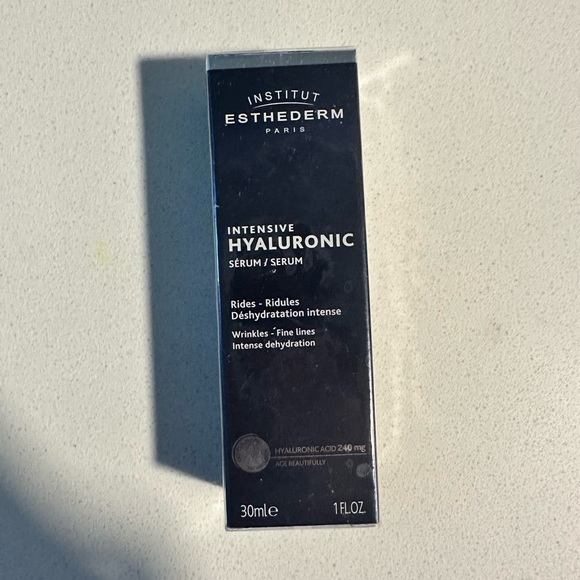 INSTITUT
ESTHEDERM
PARIS
INTENSIVE
HYALURONIC
SÉRUM / SERUM
Rides - Ridules
Déshydratation intense
Wrinkles - Fine lines
Intense dehydration
HYALURONIC ACID 240 mg
AGE BEAUTIFULLY
30ml e 1 FL.OZ.